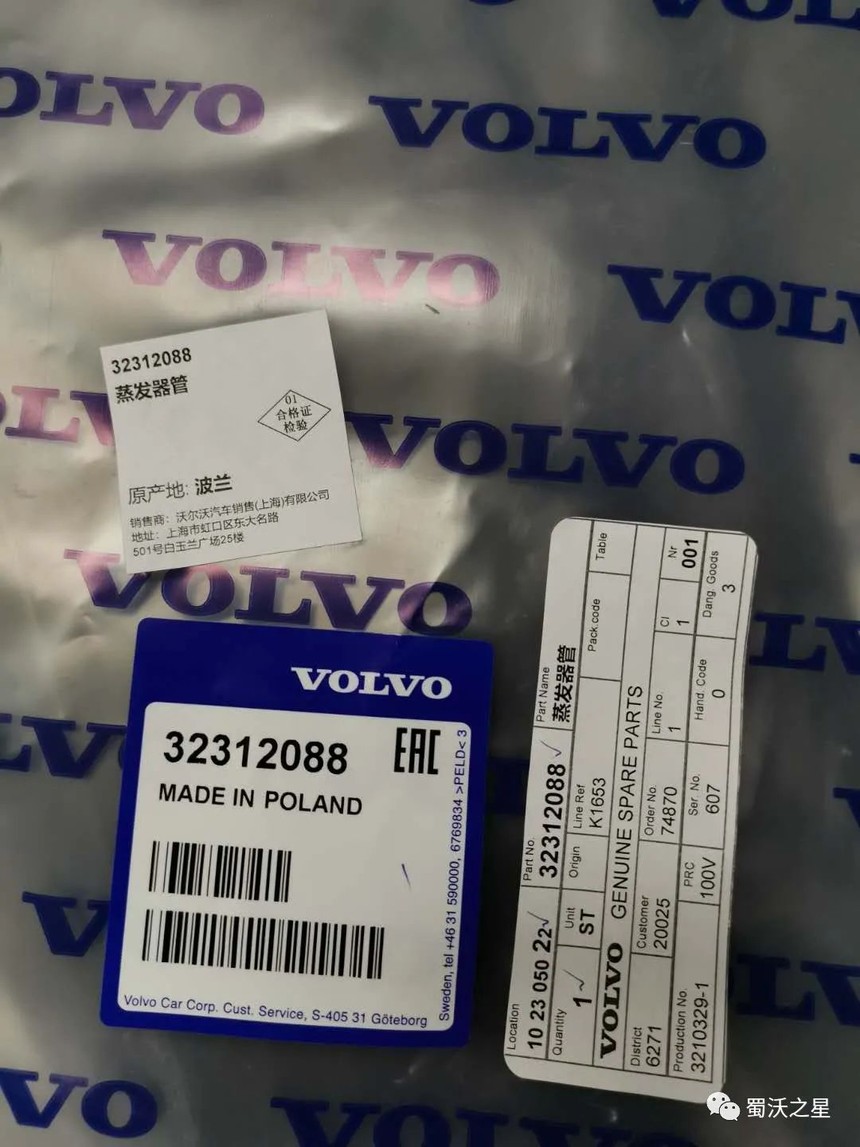 VOLVO
VOLVO
VOLVO
VOLVO
VOLVO
VOLVO
32312088
蒸发器管
01
合格证
检验
原产地: 波兰
销售商: 沃尔沃汽车销售(上海)有限公司
地址: 上海市虹口区东大名路
501号白玉兰广场25楼
VOLVO
32312088
EAC
MADE IN POLAND
Volvo Car Corp. Cust. Service, S-405 31 Göteborg
Sweden, tel +46 31 590000, 6769834 >PELD< 3
Location Part No. Part Name
10 23 050 22 32312088 蒸发器管
Quantity Unit Origin Line Ref Pack.code Table
1 ST K1653
VOLVO GENUINE SPARE PARTS
District Customer Order No. Line No. CI Nr
6271 20025 74870 1 1 001
Production No. PRC Ser. No. Hand. Code Dang. Goods
3210329-1 100V 607 0 3
蜀沃之星